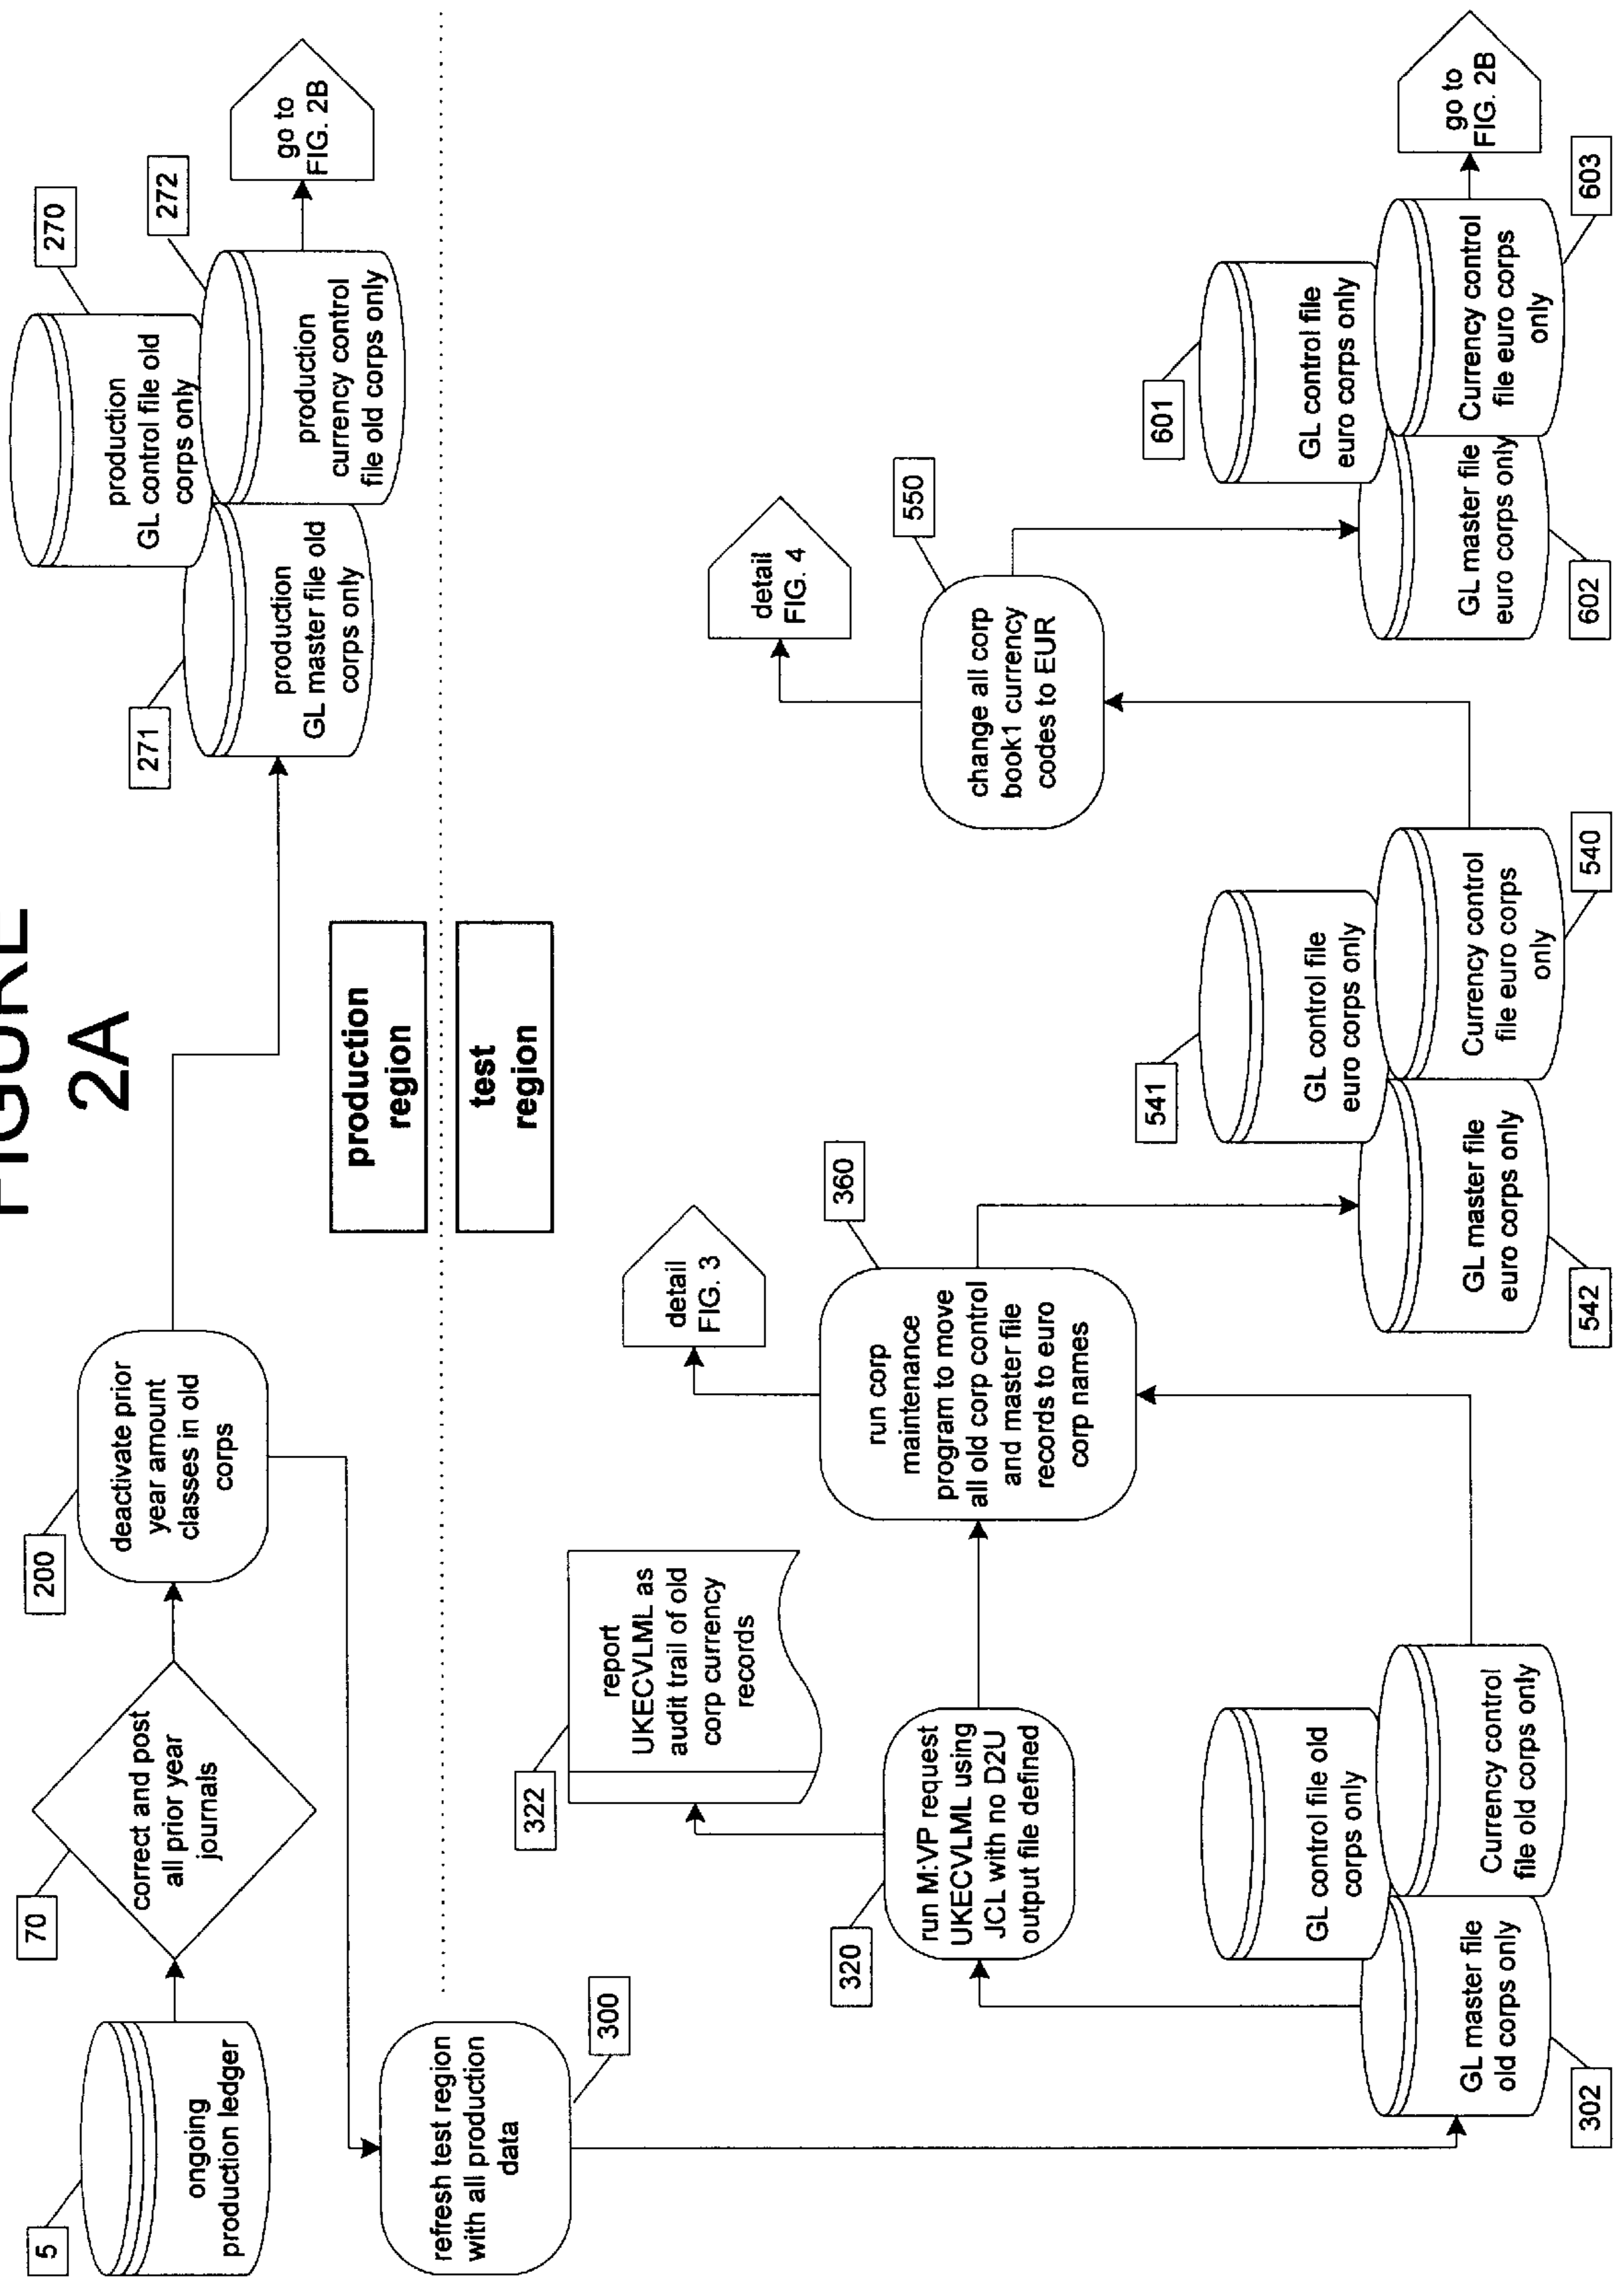 FIGURE
2A
5
ongoing
production ledger
70
correct and post
all prior year
journals
200
deactivate prior
year amount
classes in old
corps
271
production
GL master file old
corps only
270
production
GL control file old
corps only
272
production
currency control
file old corps only
go to
FIG. 2B
production
region
test
region
refresh test region
with all production
data
300
302
GL master file
old corps only
GL control file old
corps only
Currency control
file old corps only
320
run M:VP request
UKECVLML using
JCL with no D2U
output file defined
322
report
UKECVLML as
audit trail of old
corp currency
records
360
run corp
maintenance
program to move
all old corp control
and master file
records to euro
corp names
detail
FIG. 3
542
GL master file
euro corps only
541
GL control file
euro corps only
Currency control
file euro corps
only
540
550
change all corp
book1 currency
codes to EUR
detail
FIG. 4
602
GL master file
euro corps only
601
GL control file
euro corps only
Currency control
file euro corps
only
603
go to
FIG. 2B